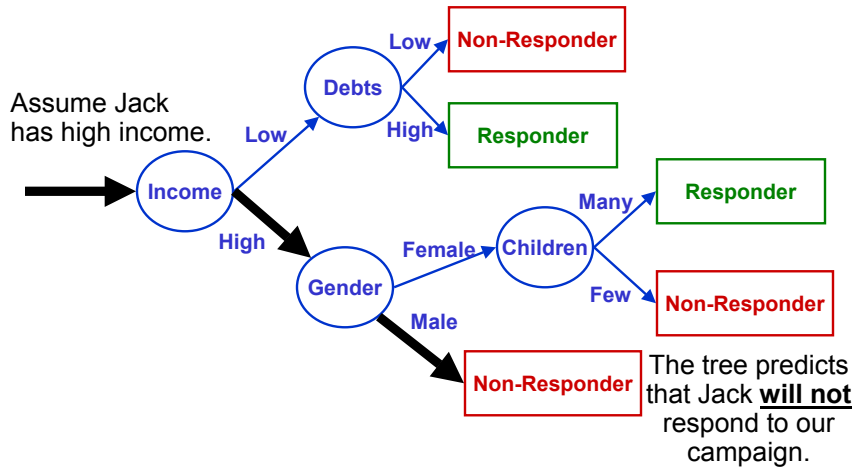 Low
Non-Responder
Debts
Assume Jack
has high income.
Low
High
Responder
Income
Many
Responder
High
Female
Children
Gender
Few
Non-Responder
Male
Non-Responder
The tree predicts
that Jack will not
respond to our
campaign.